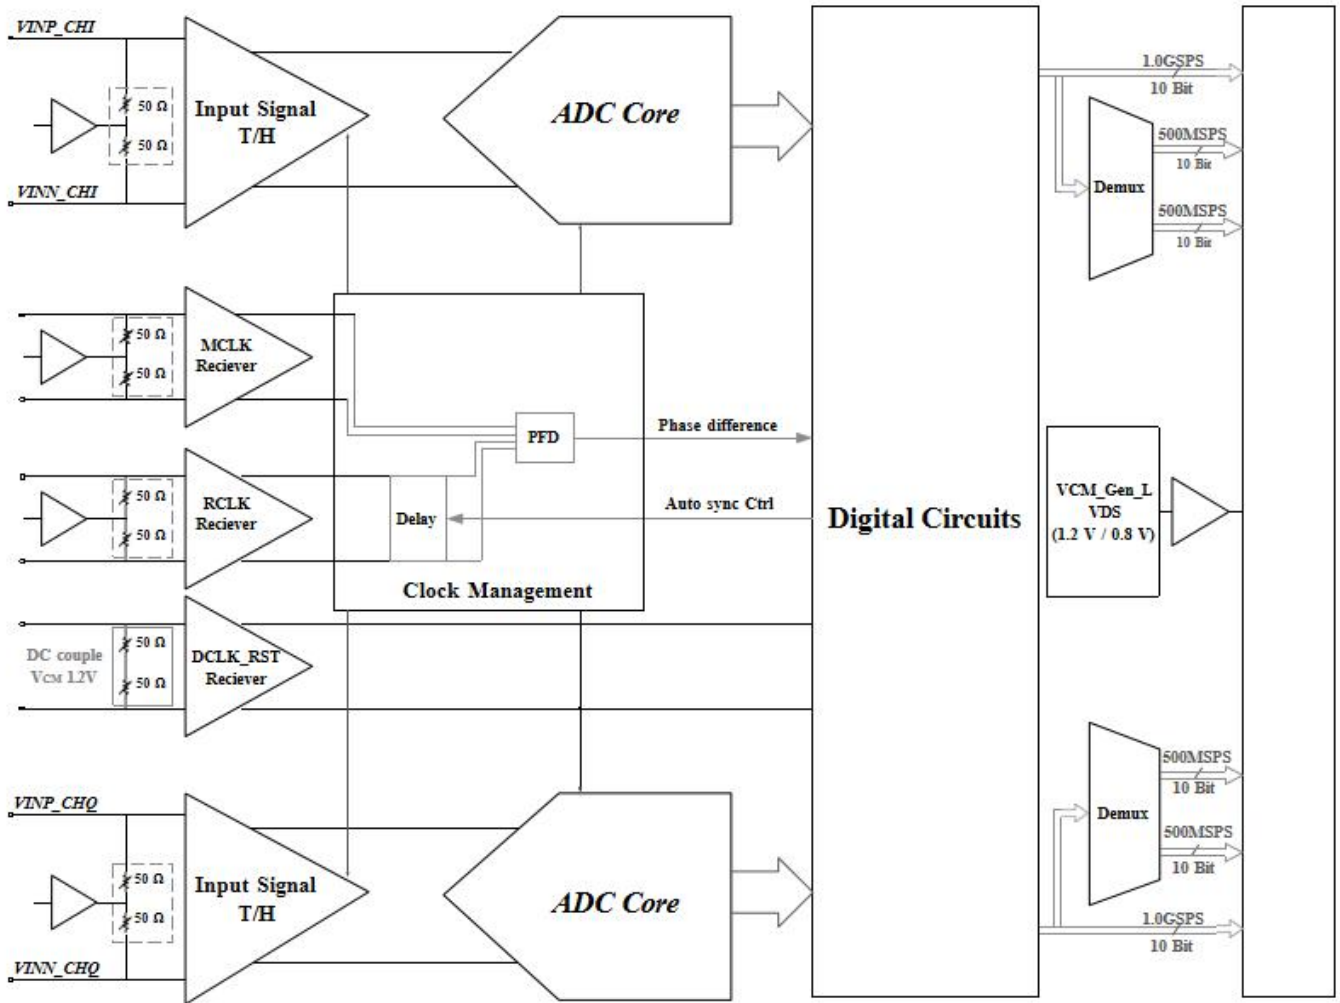 VINP_CHI
50 Ω
50 Ω
VINN_CHI
Input Signal
T/H
ADC Core
1.0GSPS
10 Bit
500MSPS
10 Bit
Demux
500MSPS
10 Bit
50 Ω
50 Ω
MCLK
Reciever
PFD
Phase difference
50 Ω
50 Ω
RCLK
Reciever
Delay
Auto sync Ctrl
Clock Management
Digital Circuits
VCM_Gen_L
VDS
(1.2 V / 0.8 V)
DC couple
VCM 1.2V
50 Ω
50 Ω
DCLK_RST
Reciever
VINP_CHQ
50 Ω
50 Ω
VINN_CHQ
Input Signal
T/H
ADC Core
500MSPS
10 Bit
Demux
500MSPS
10 Bit
1.0GSPS
10 Bit